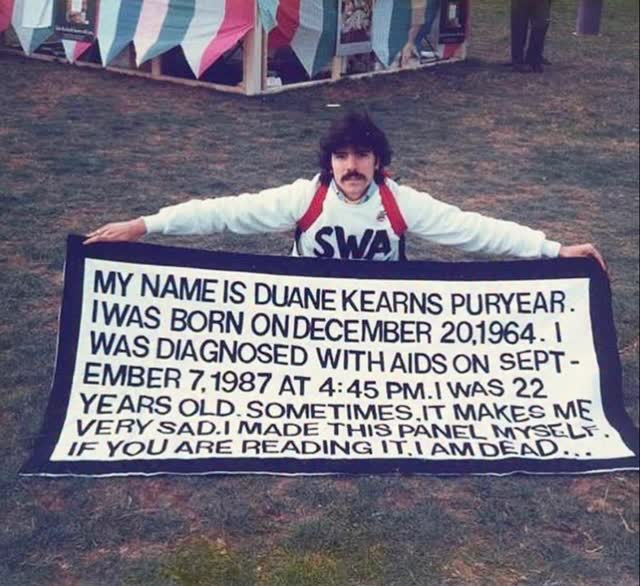 SWA
MY NAME IS DUANE KEARNS PURYEAR.
I WAS BORN ON DECEMBER 20,1964. I
WAS DIAGNOSED WITH AIDS ON SEPT-
EMBER 7,1987 AT 4:45 PM. I WAS 22
YEARS OLD. SOMETIMES, IT MAKES ME
VERY SAD. I MADE THIS PANEL MYSELF.
IF YOU ARE READING IT, I AM DEAD...